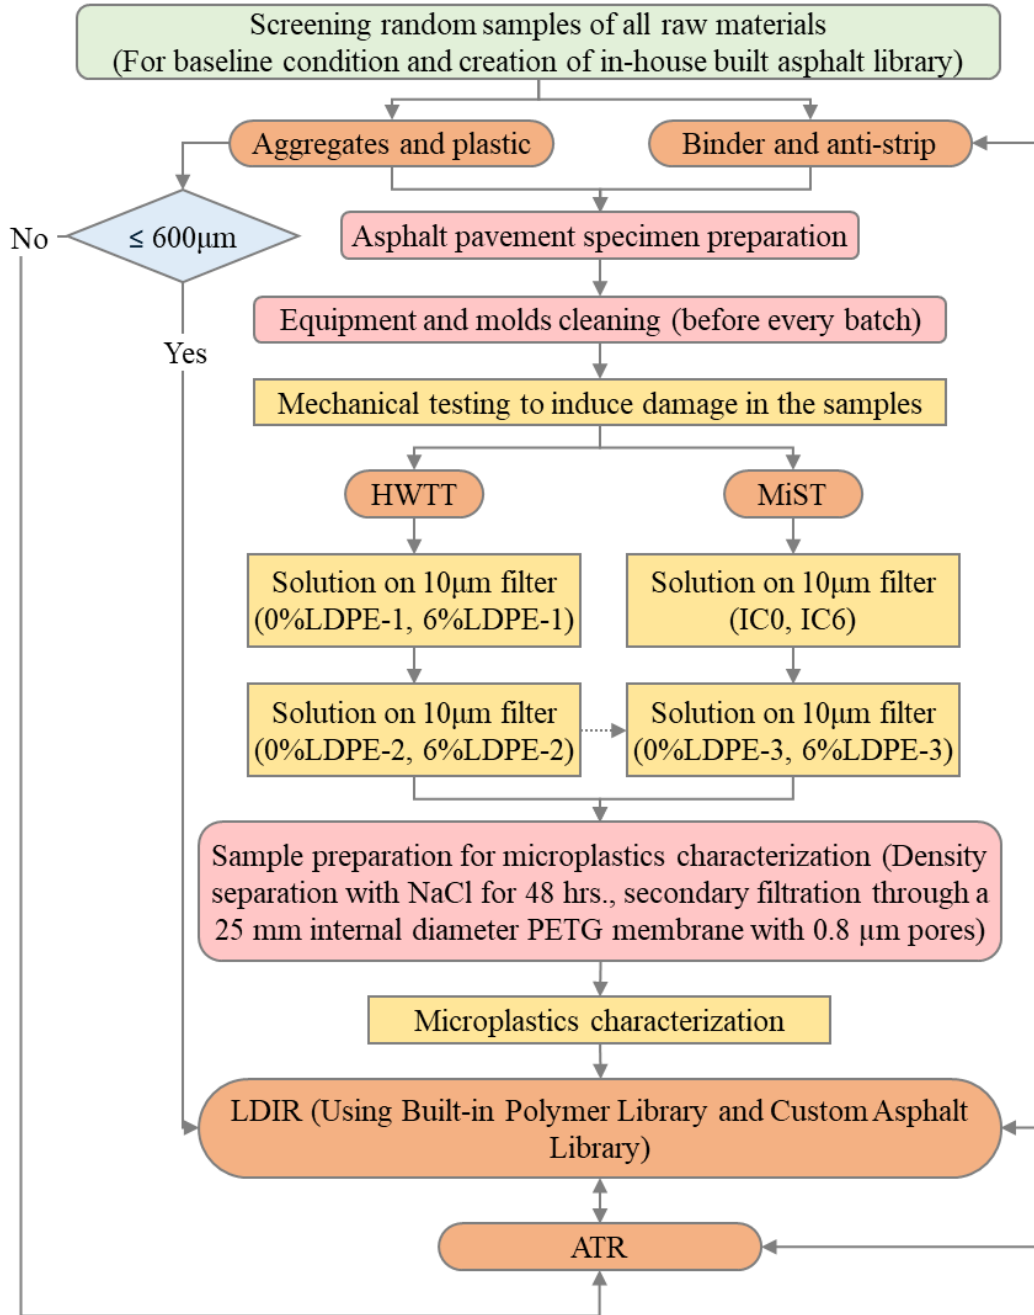 Screening random samples of all raw materials
(For baseline condition and creation of in-house built asphalt library)
Aggregates and plastic
Binder and anti-strip
No
≤ 600μm
Asphalt pavement specimen preparation
Equipment and molds cleaning (before every batch)
Yes
Mechanical testing to induce damage in the samples
HWTT
MiST
Solution on 10μm filter
(0%LDPE-1, 6%LDPE-1)
Solution on 10μm filter
(IC0, IC6)
Solution on 10μm filter
(0%LDPE-2, 6%LDPE-2)
Solution on 10μm filter
(0%LDPE-3, 6%LDPE-3)
Sample preparation for microplastics characterization (Density
separation with NaCl for 48 hrs., secondary filtration through a
25 mm internal diameter PETG membrane with 0.8 μm pores)
Microplastics characterization
LDIR (Using Built-in Polymer Library and Custom Asphalt
Library)
ATR